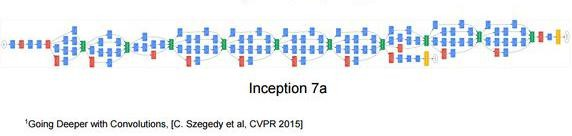 Inception 7a
¹Going Deeper with Convolutions, [C. Szegedy et al, CVPR 2015]